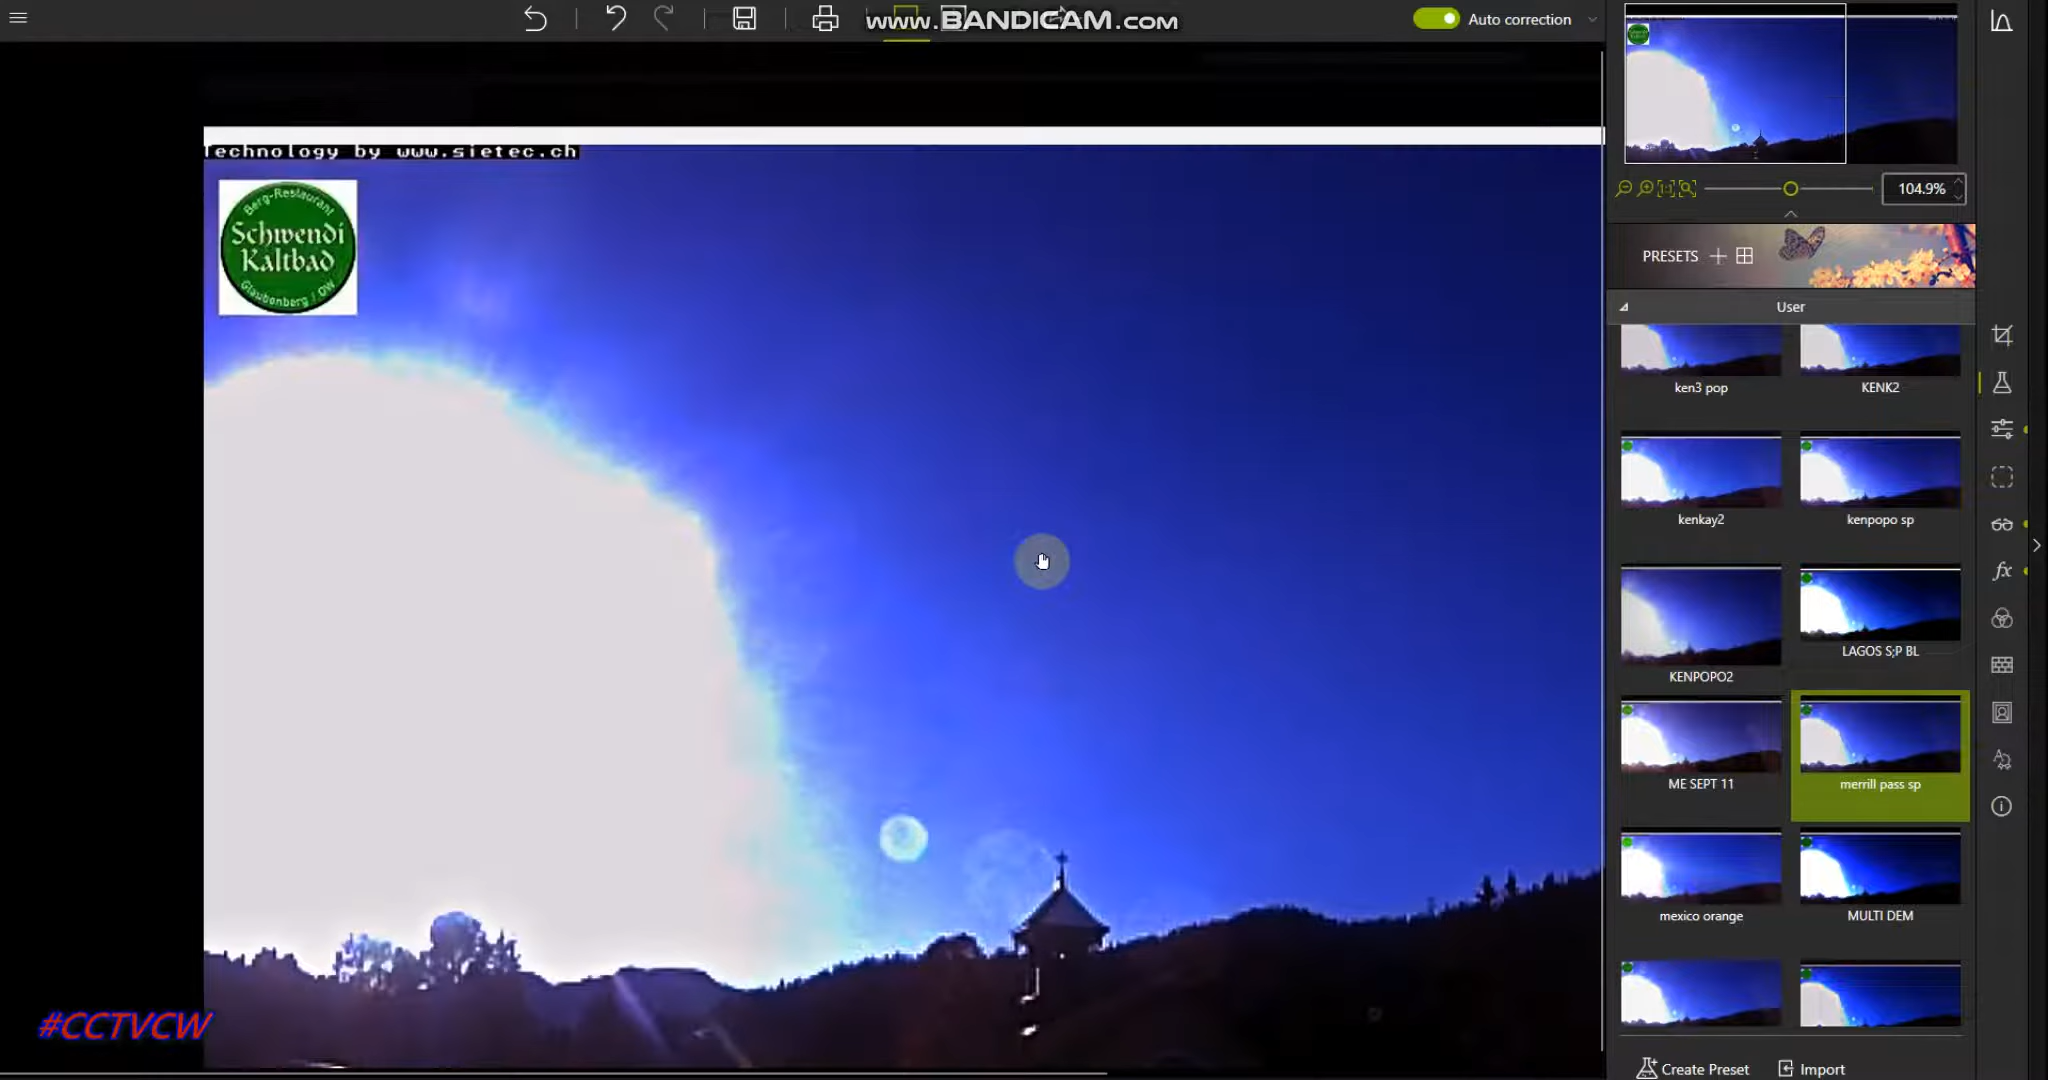 www.BANDICAM.com
Auto correction
Technology by www.sietec.ch
Berg-Restaurant
Schwendi
Kaltbad
Glaubenberg / OW
104.9%
PRESETS
User
ken3 pop
KENK2
kenkay2
kenpopo sp
KENPOPO2
LAGOS S;P BL
ME SEPT 11
merrill pass sp
mexico orange
MULTI DEM
fx
#CCTVCW
Create Preset
Import